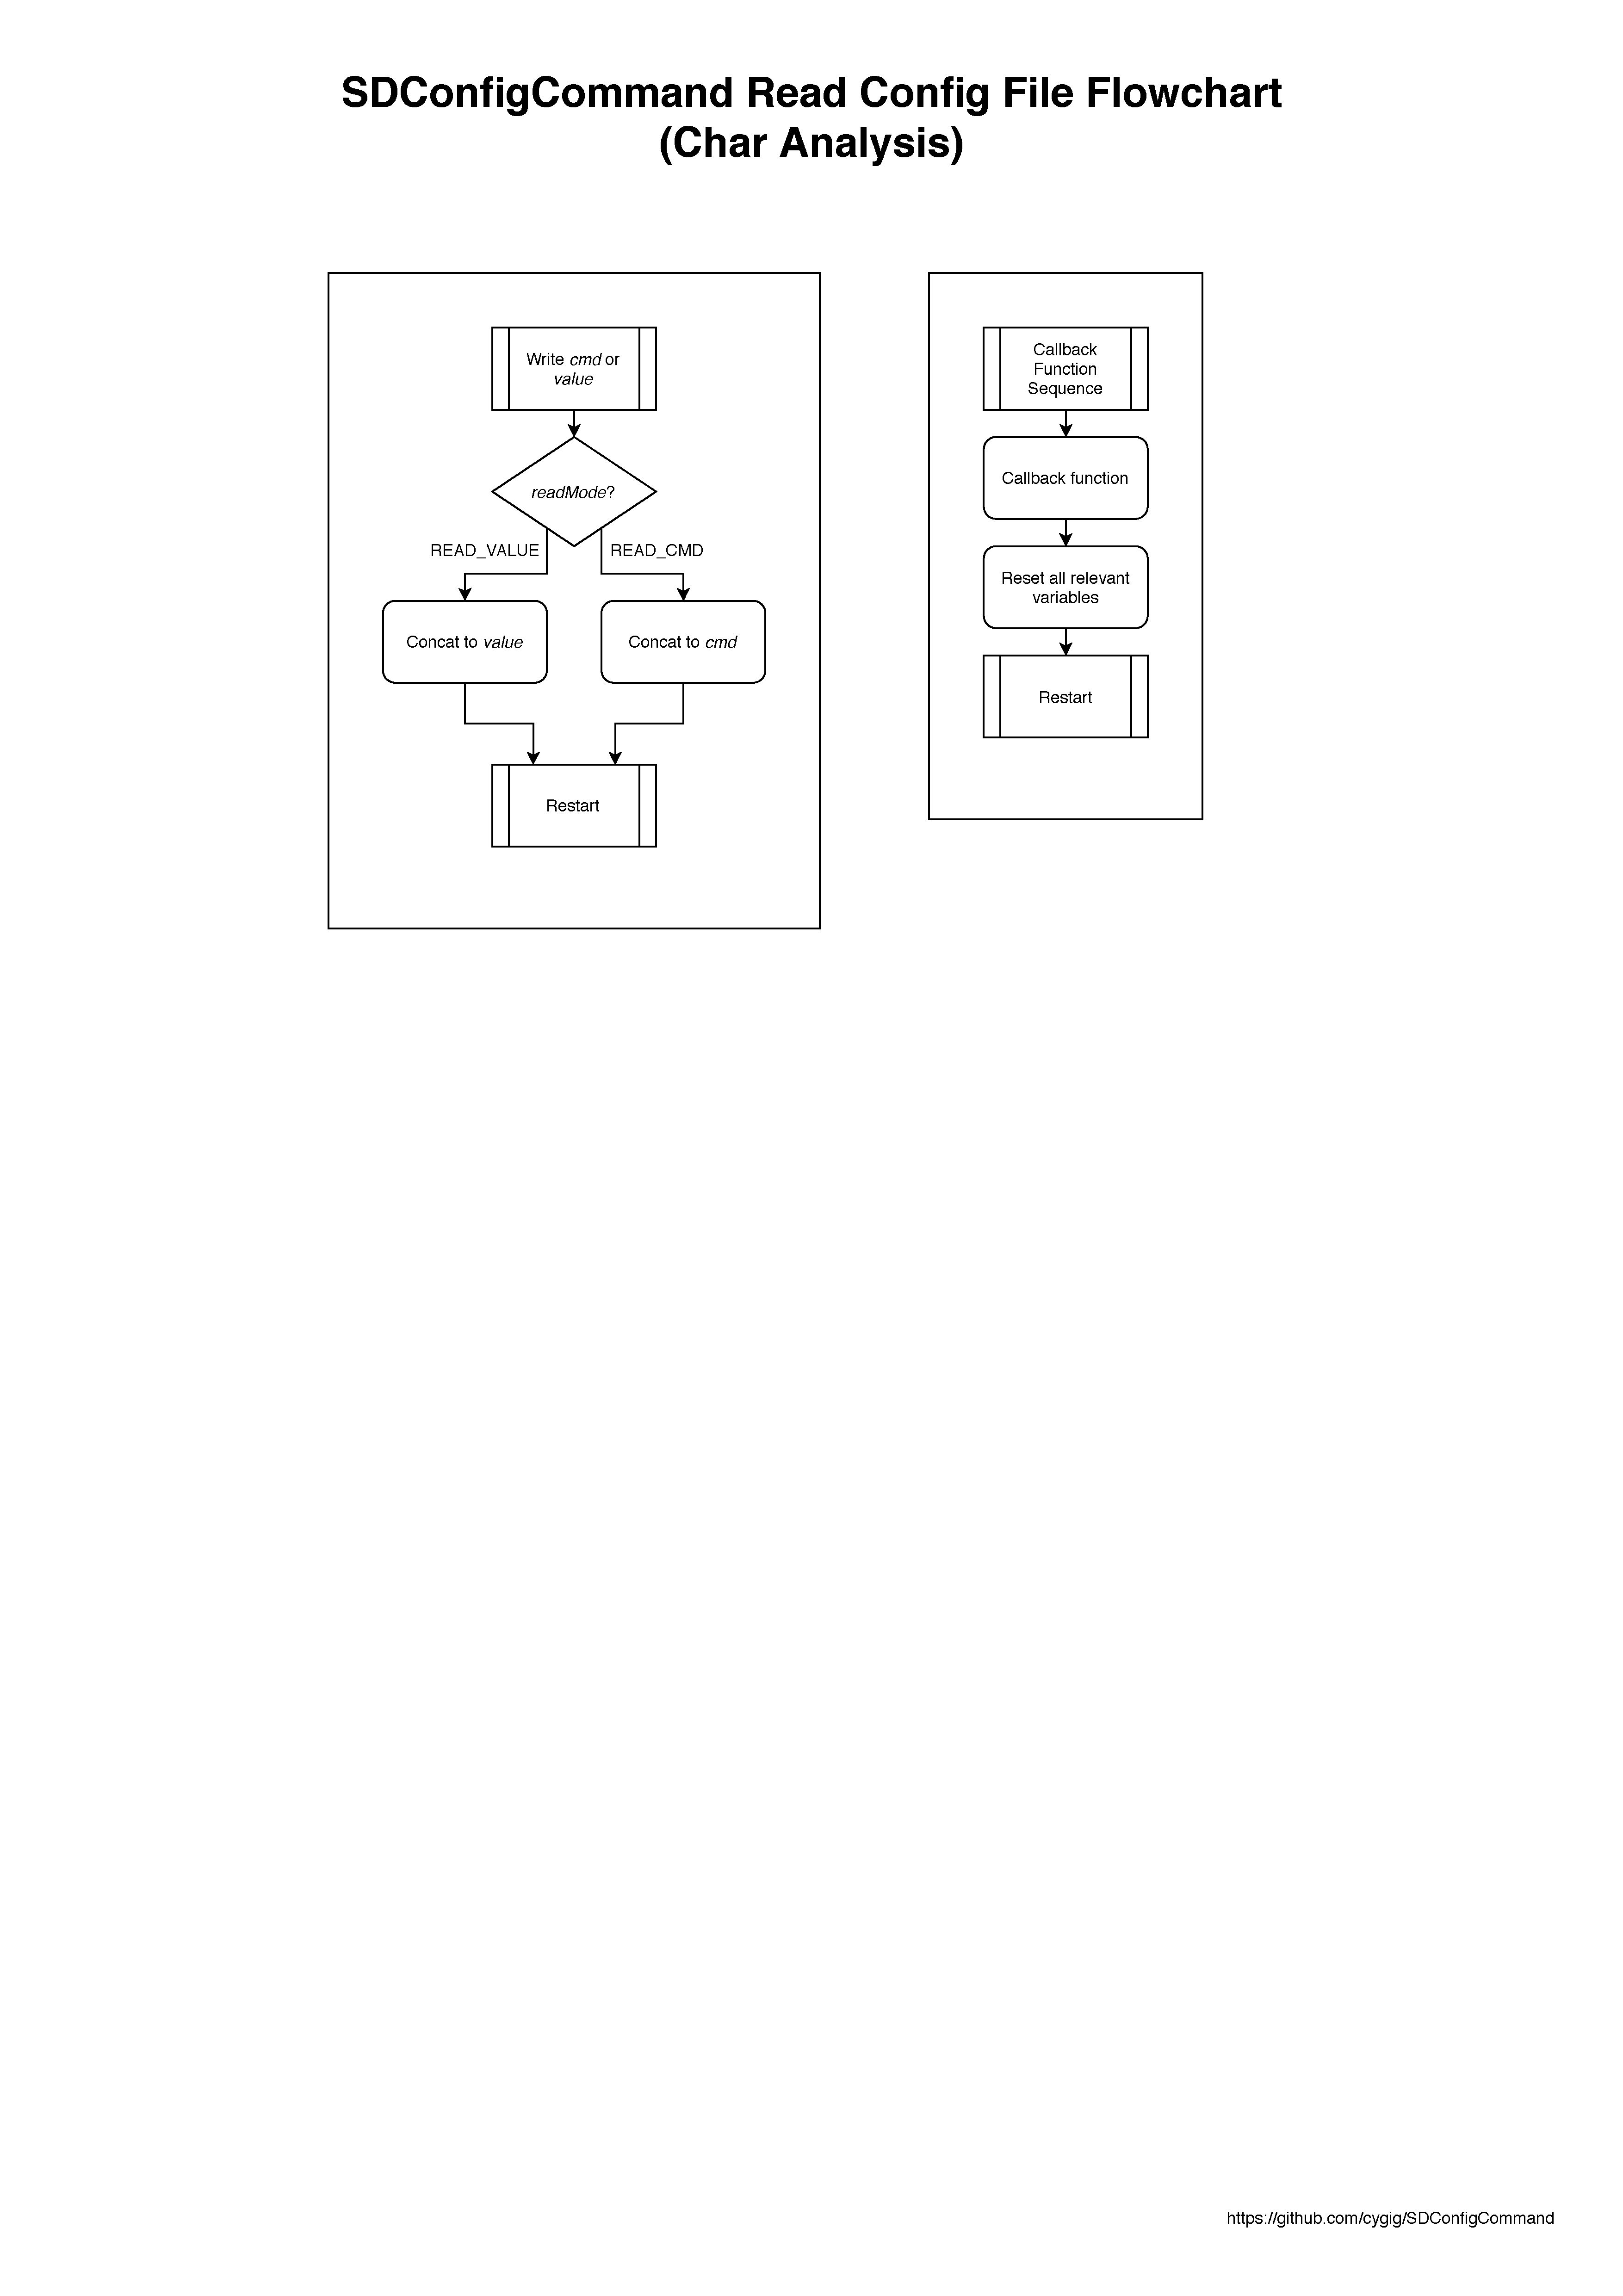 SDConfigCommand Read Config File Flowchart
(Char Analysis)
Write cmd or
value
readMode?
READ_VALUE
READ_CMD
Concat to value
Concat to cmd
Restart
Callback
Function
Sequence
Callback function
Reset all relevant
variables
Restart
https://github.com/cygig/SDConfigCommand